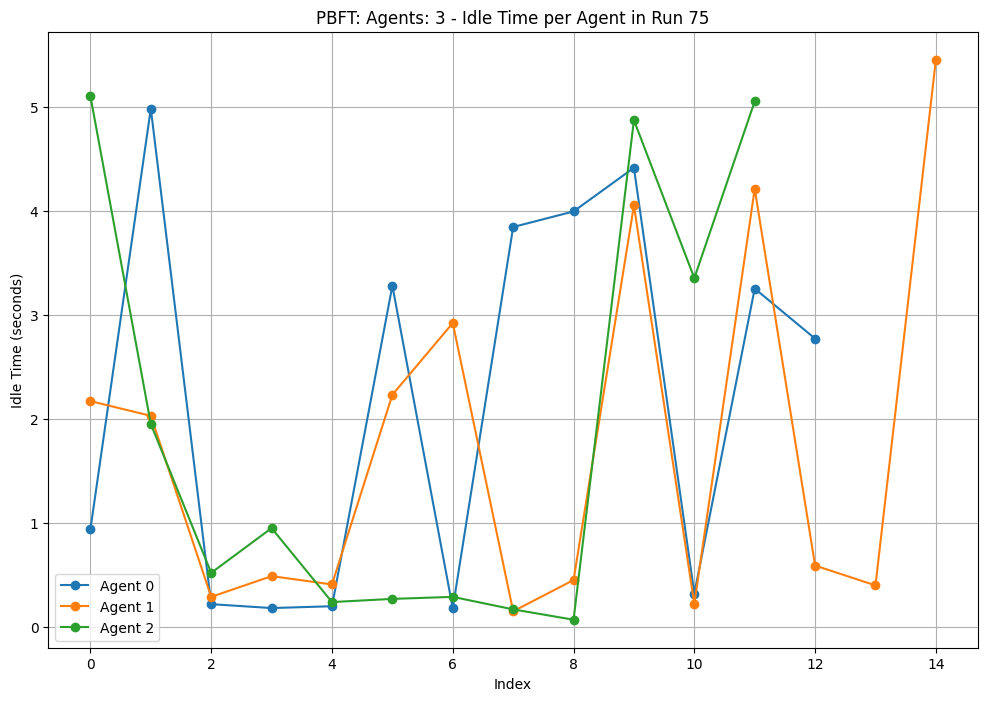 PBFT: Agents: 3 - Idle Time per Agent in Run 75
Idle Time (seconds)
5
4
3
2
1
0
Agent 0
Agent 1
Agent 2
0 2 4 6 8 10 12 14
Index